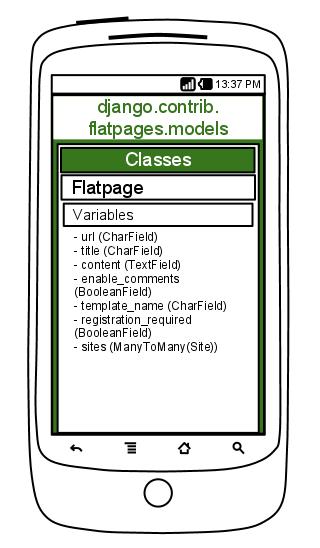 13:37 PM
django.contrib.
flatpages.models
Classes
Flatpage
Variables
- url (CharField)
- title (CharField)
- content (TextField)
- enable_comments
(BooleanField)
- template_name (CharField)
- registration_required
(BooleanField)
- sites (ManyToMany(Site))